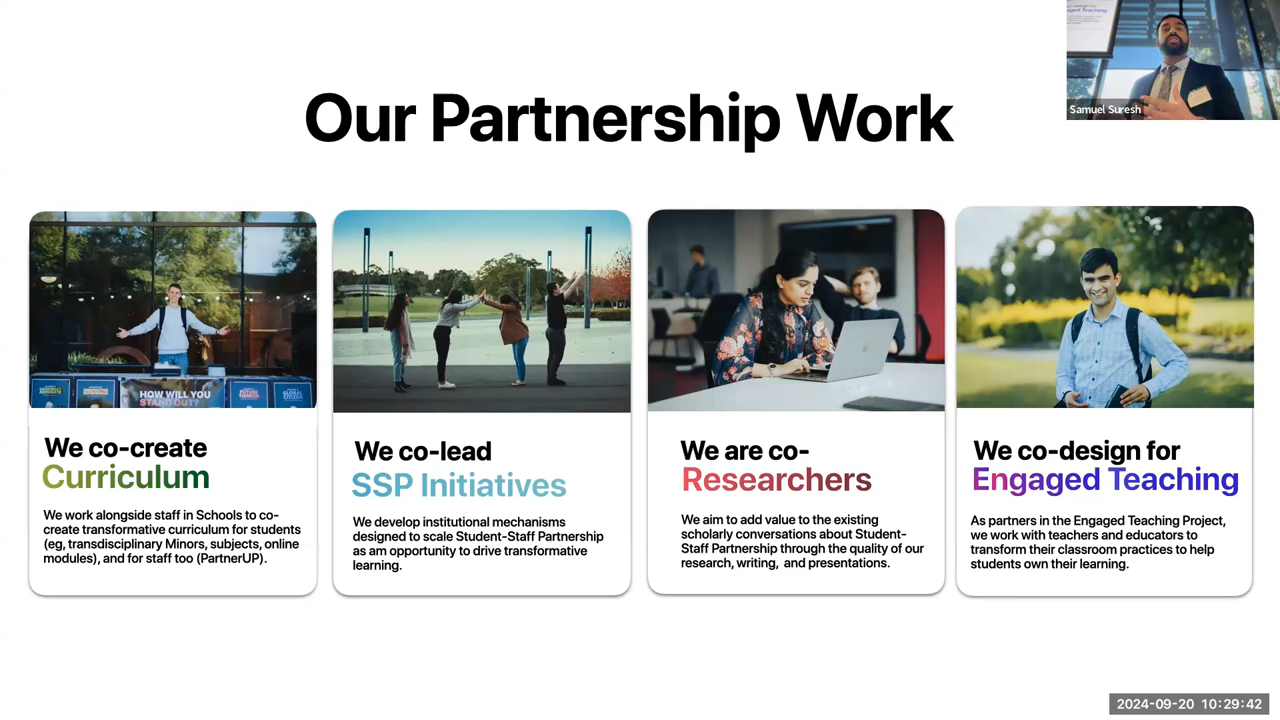 Our Partnership Work
aged Teaching
Samuel Suresh
HOW WILL YOU
STAND OUT?
We co-create
Curriculum
We work alongside staff in Schools to co-
create transformative curriculum for students
(eg, transdisciplinary Minors, subjects, online
modules), and for staff too (PartnerUP).
We co-lead
SSP Initiatives
We develop institutional mechanisms
designed to scale Student-Staff Partnership
as am opportunity to drive transformative
learning.
We are co-
Researchers
We aim to add value to the existing
scholarly conversations about Student-
Staff Partnership through the quality of our
research, writing, and presentations.
We co-design for
Engaged Teaching
As partners in the Engaged Teaching Project,
we work with teachers and educators to
transform their classroom practices to help
students own their learning.
2024-09-20 10:29:42